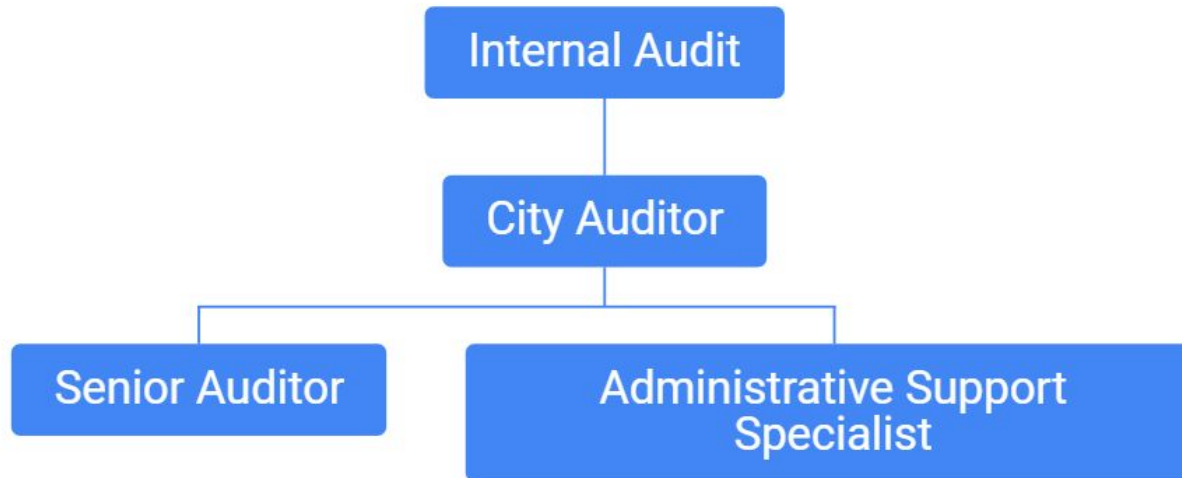 Internal Audit
City Auditor
Senior Auditor
Administrative Support
Specialist